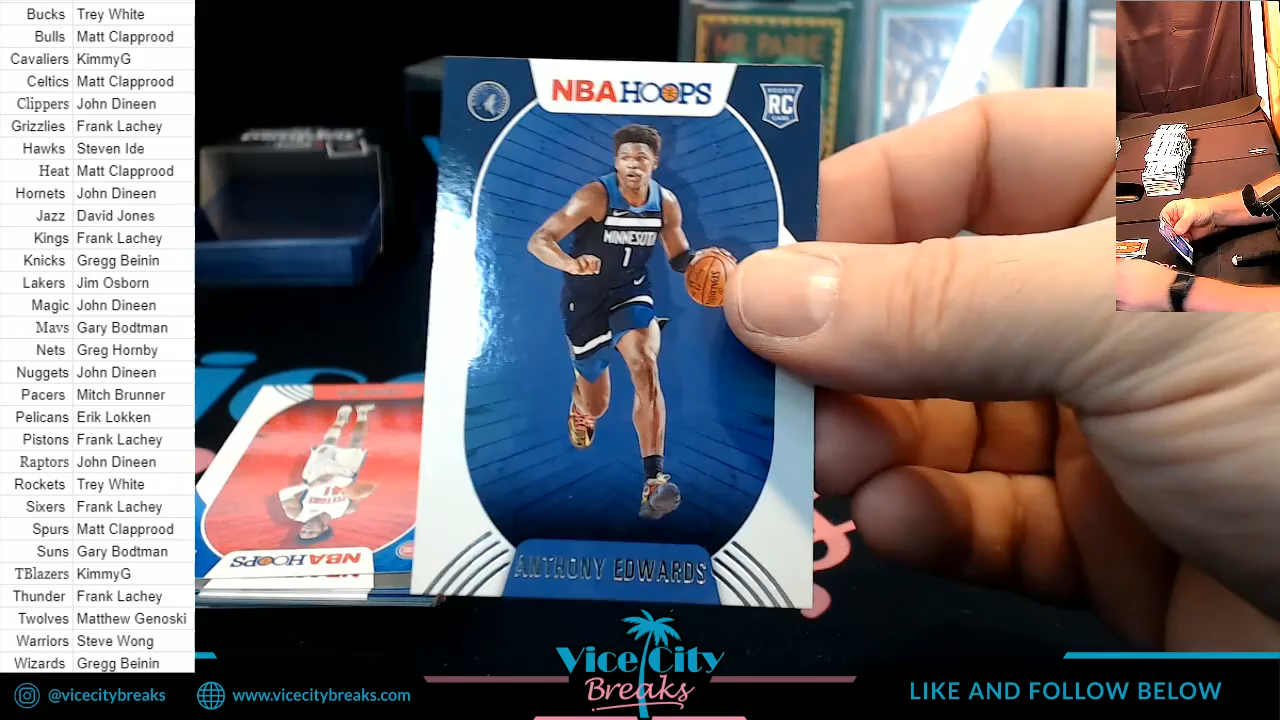 Bucks Trey White
Bulls Matt Clapprood
Cavaliers KimmyG
Celtics Matt Clapprood
Clippers John Dineen
Grizzlies Frank Lachey
Hawks Steven Ide
Heat Matt Clapprood
Hornets John Dineen
Jazz David Jones
Kings Frank Lachey
Knicks Gregg Beinin
Lakers Jim Osborn
Magic John Dineen
Mavs Gary Bodtman
Nets Greg Hornby
Nuggets John Dineen
Pacers Mitch Brunner
Pelicans Erik Lokken
Pistons Frank Lachey
Raptors John Dineen
Rockets Trey White
Sixers Frank Lachey
Spurs Matt Clapprood
Suns Gary Bodtman
TBlazers KimmyG
Thunder Frank Lachey
Twolves Matthew Genoski
Warriors Steve Wong
Wizards Gregg Beinin
NBA HOOPS
ROOKIE
RC
CARD
MINNESOTA
1
SPALDING
ANTHONY EDWARDS
PISTONS
41
NBA HOOPS
Vice City
Breaks
@vicecitybreaks
www.vicecitybreaks.com
LIKE AND FOLLOW BELOW